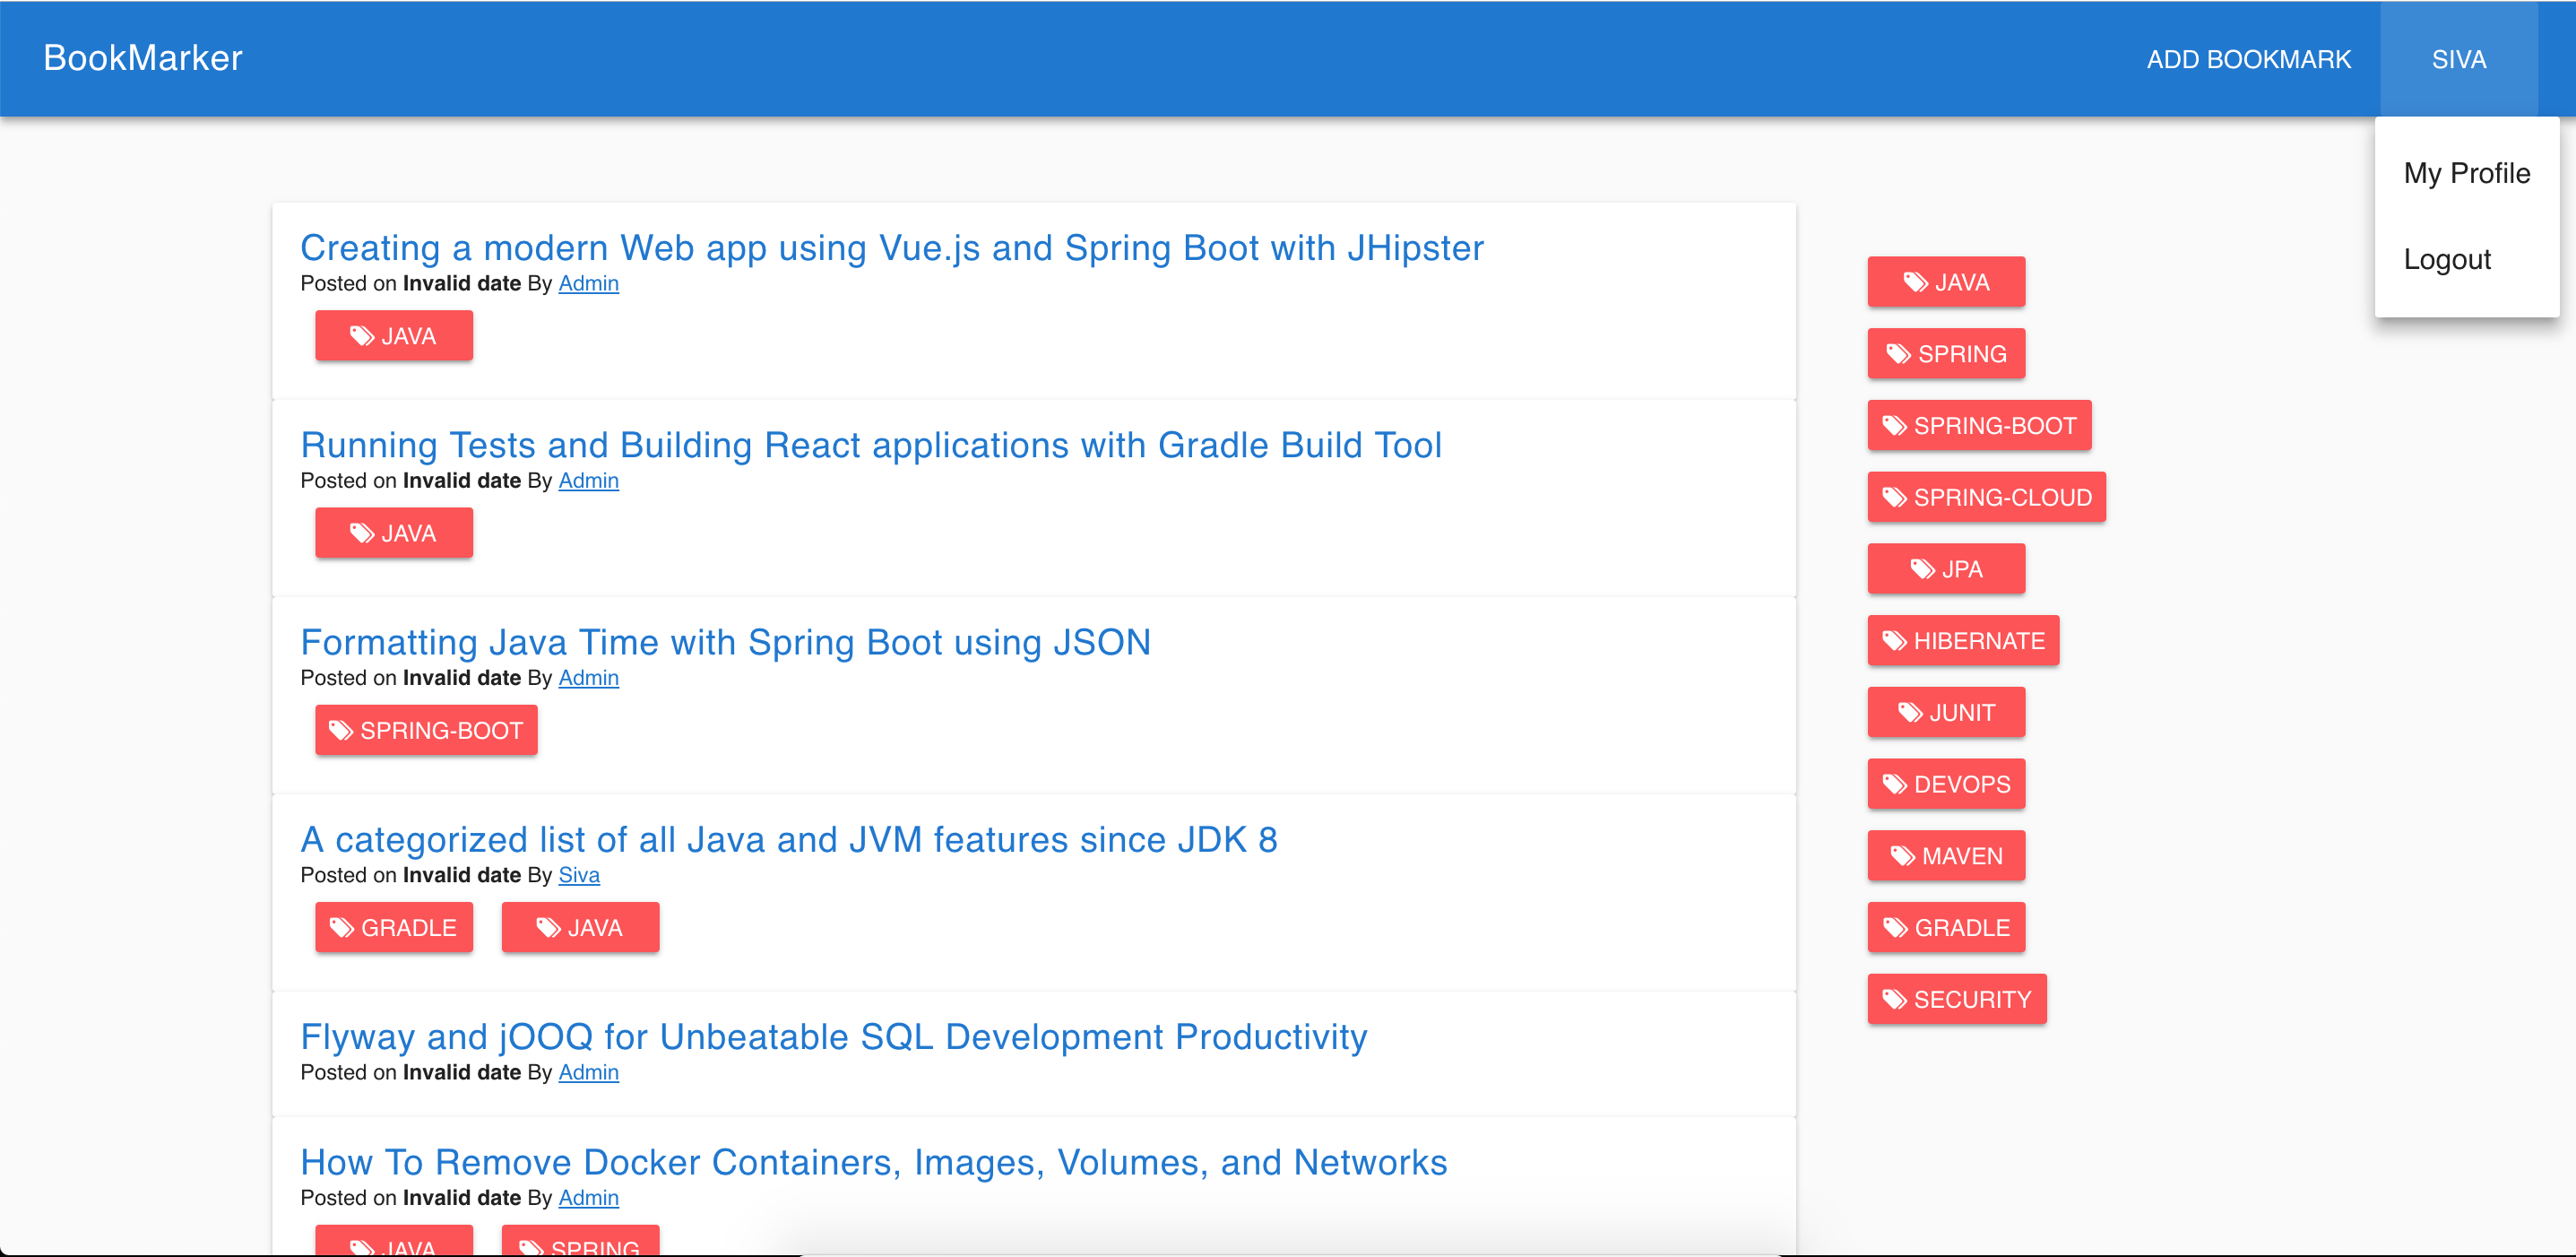 BookMarker
ADD BOOKMARK
SIVA
My Profile
Logout
Creating a modern Web app using Vue.js and Spring Boot with JHipster
Posted on Invalid date By Admin
JAVA
Running Tests and Building React applications with Gradle Build Tool
Posted on Invalid date By Admin
JAVA
Formatting Java Time with Spring Boot using JSON
Posted on Invalid date By Admin
SPRING-BOOT
A categorized list of all Java and JVM features since JDK 8
Posted on Invalid date By Siva
GRADLE JAVA
Flyway and jOOQ for Unbeatable SQL Development Productivity
Posted on Invalid date By Admin
How To Remove Docker Containers, Images, Volumes, and Networks
Posted on Invalid date By Admin
JAVA SPRING
JAVA
SPRING
SPRING-BOOT
SPRING-CLOUD
JPA
HIBERNATE
JUNIT
DEVOPS
MAVEN
GRADLE
SECURITY